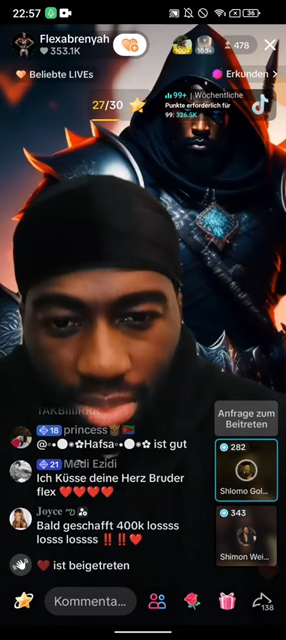 22:57
36
Flexabrenyah
353.1K
478
Beliebte LIVEs
Erkunden >
27/30
99+ | Wöchentliche
Punkte erforderlich für
99: 326.5K
18 princess
@◦•●◉✿Hafsa◦•●◉✿ ist gut
21 Medi Ezidi
Ich Küsse deine Herz Bruder
flex ❤️❤️❤️❤️
Joyce
Bald geschafft 400k lossss
losss lossss ‼️‼️❤️
❤️ ist beigetreten
Anfrage zum
Beitreten
282
Shlomo Gol...
343
Shimon Wei...
Kommenta...
138